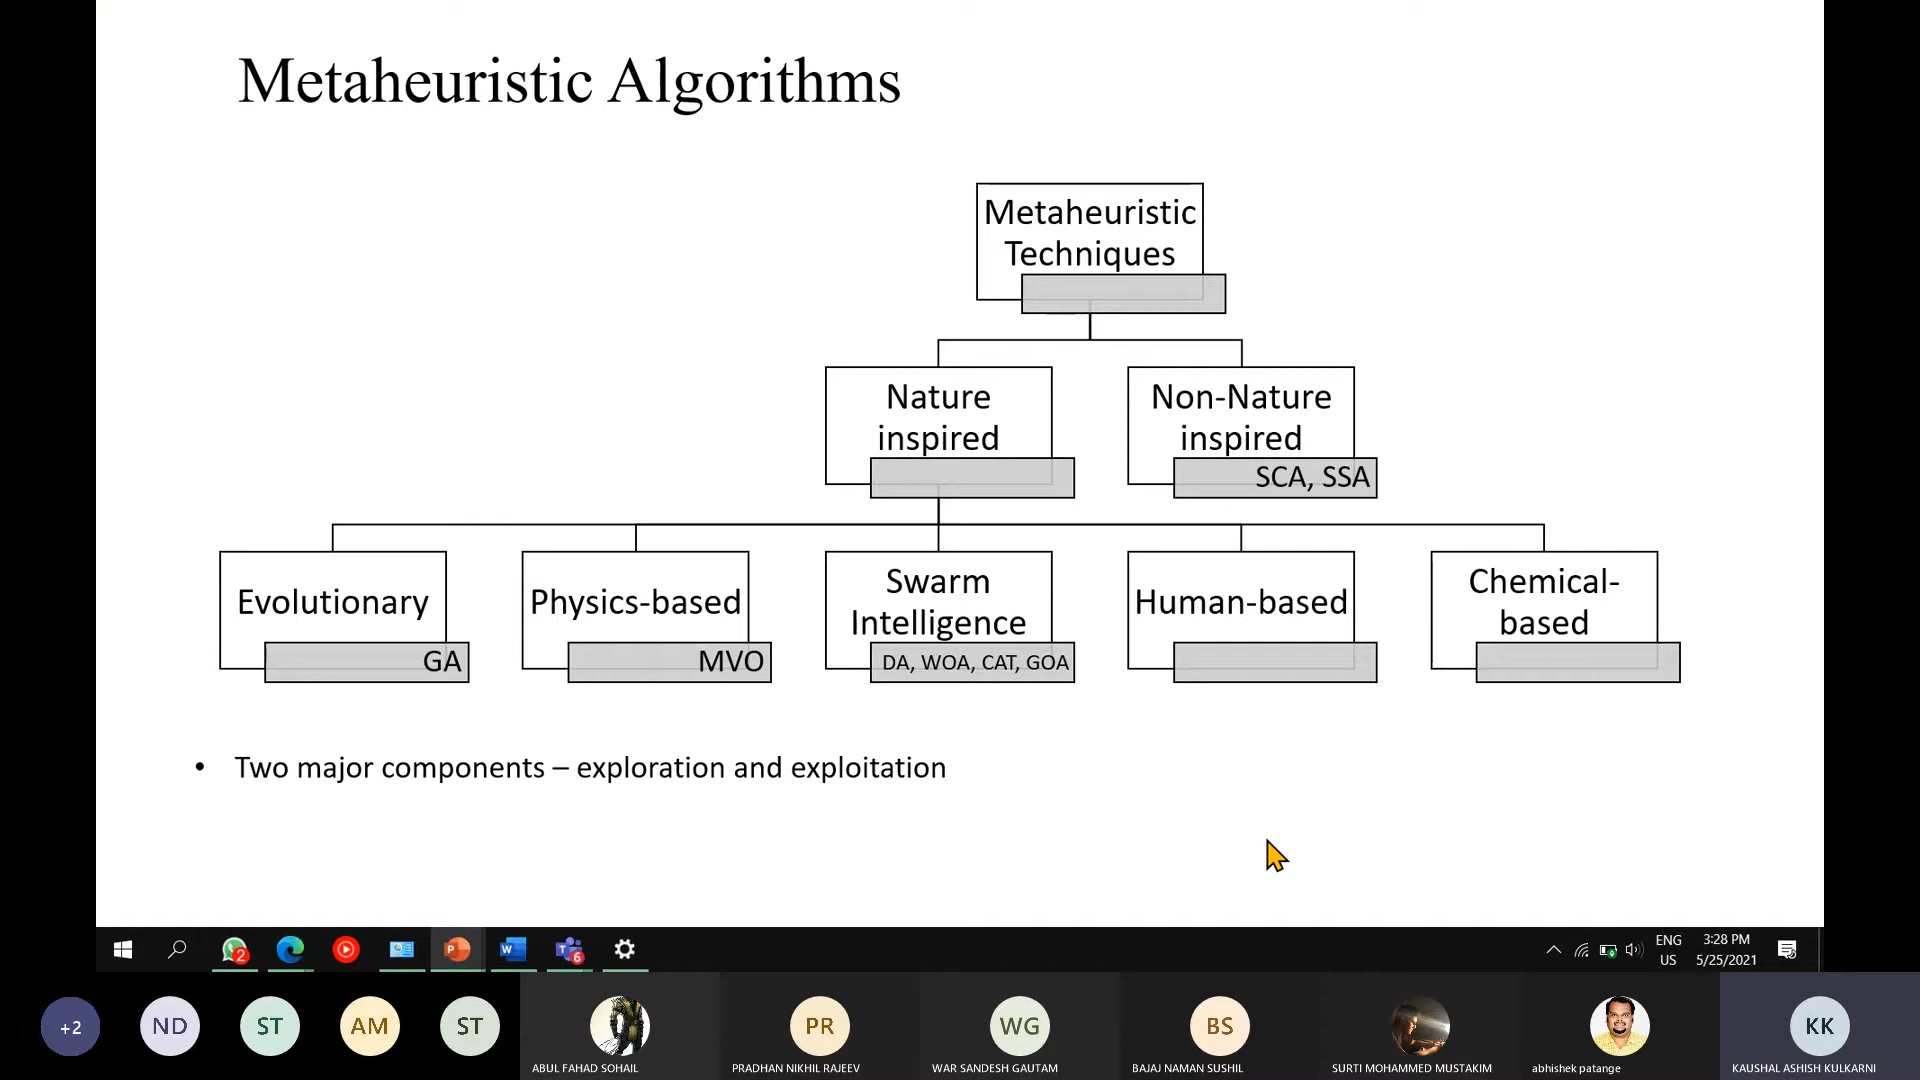 Metaheuristic Algorithms
Metaheuristic
Techniques
Nature
inspired
Non-Nature
inspired
SCA, SSA
Evolutionary
GA
Physics-based
MVO
Swarm
Intelligence
DA, WOA, CAT, GOA
Human-based
Chemical-
based
• Two major components – exploration and exploitation
2
6
ENG
US
3:28 PM
5/25/2021
+2
ND
ST
AM
ST
ABUL FAHAD SOHAIL
PR
PRADHAN NIKHIL RAJEEV
WG
WAR SANDESH GAUTAM
BS
BAJAJ NAMAN SUSHIL
SURTI MOHAMMED MUSTAKIM
abhishek patange
KK
KAUSHAL ASHISH KULKARNI